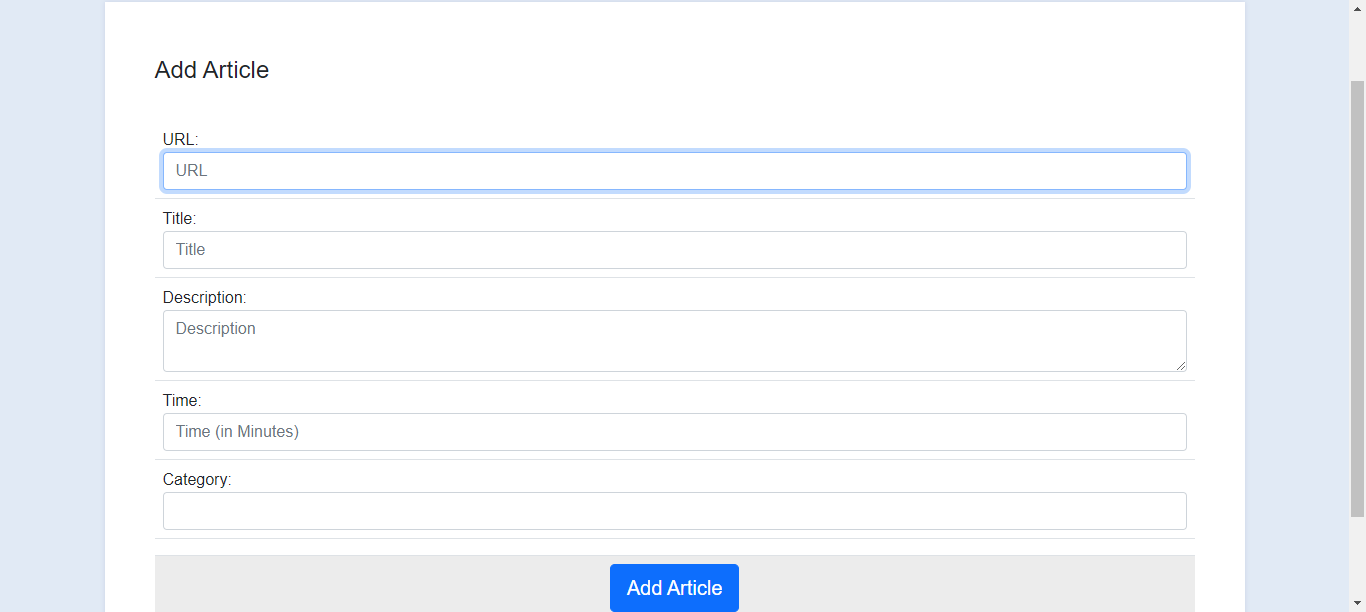 Add Article
URL:
URL
Title:
Title
Description:
Description
Time:
Time (in Minutes)
Category:
Add Article